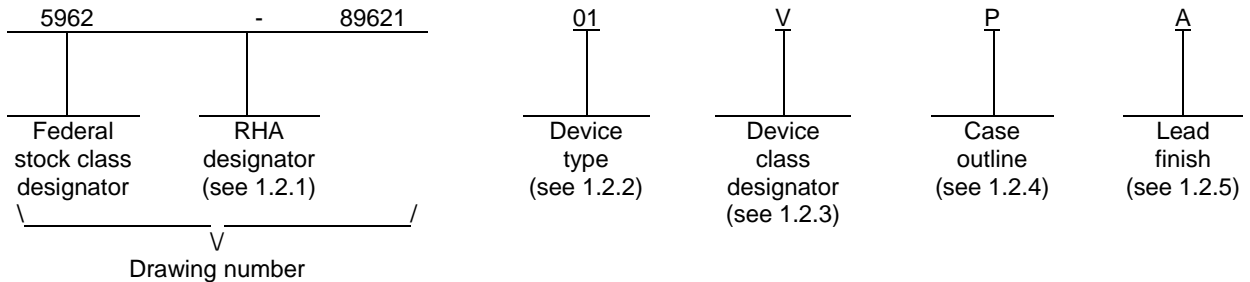 5962 - 89621 01 V P A
Federal stock class designator
RHA designator (see 1.2.1)
Device type (see 1.2.2)
Device class designator (see 1.2.3)
Case outline (see 1.2.4)
Lead finish (see 1.2.5)
\ /
\/
Drawing number